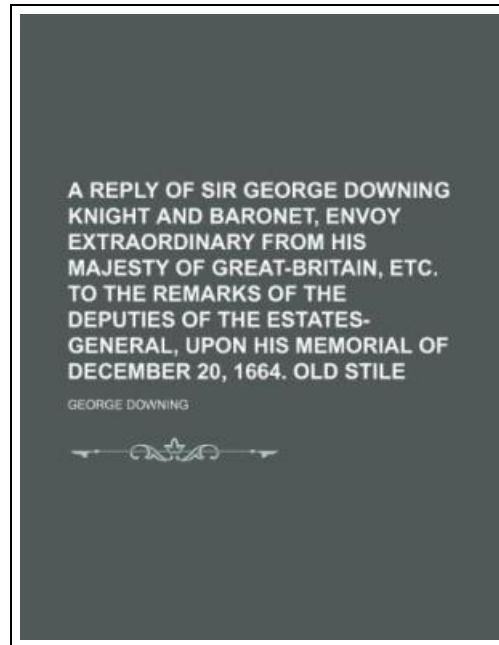 A REPLY OF SIR GEORGE DOWNING
KNIGHT AND BARONET, ENVOY
EXTRAORDINARY FROM HIS
MAJESTY OF GREAT-BRITAIN, ETC.
TO THE REMARKS OF THE
DEPUTIES OF THE ESTATES-
GENERAL, UPON HIS MEMORIAL OF
DECEMBER 20, 1664. OLD STILE
GEORGE DOWNING